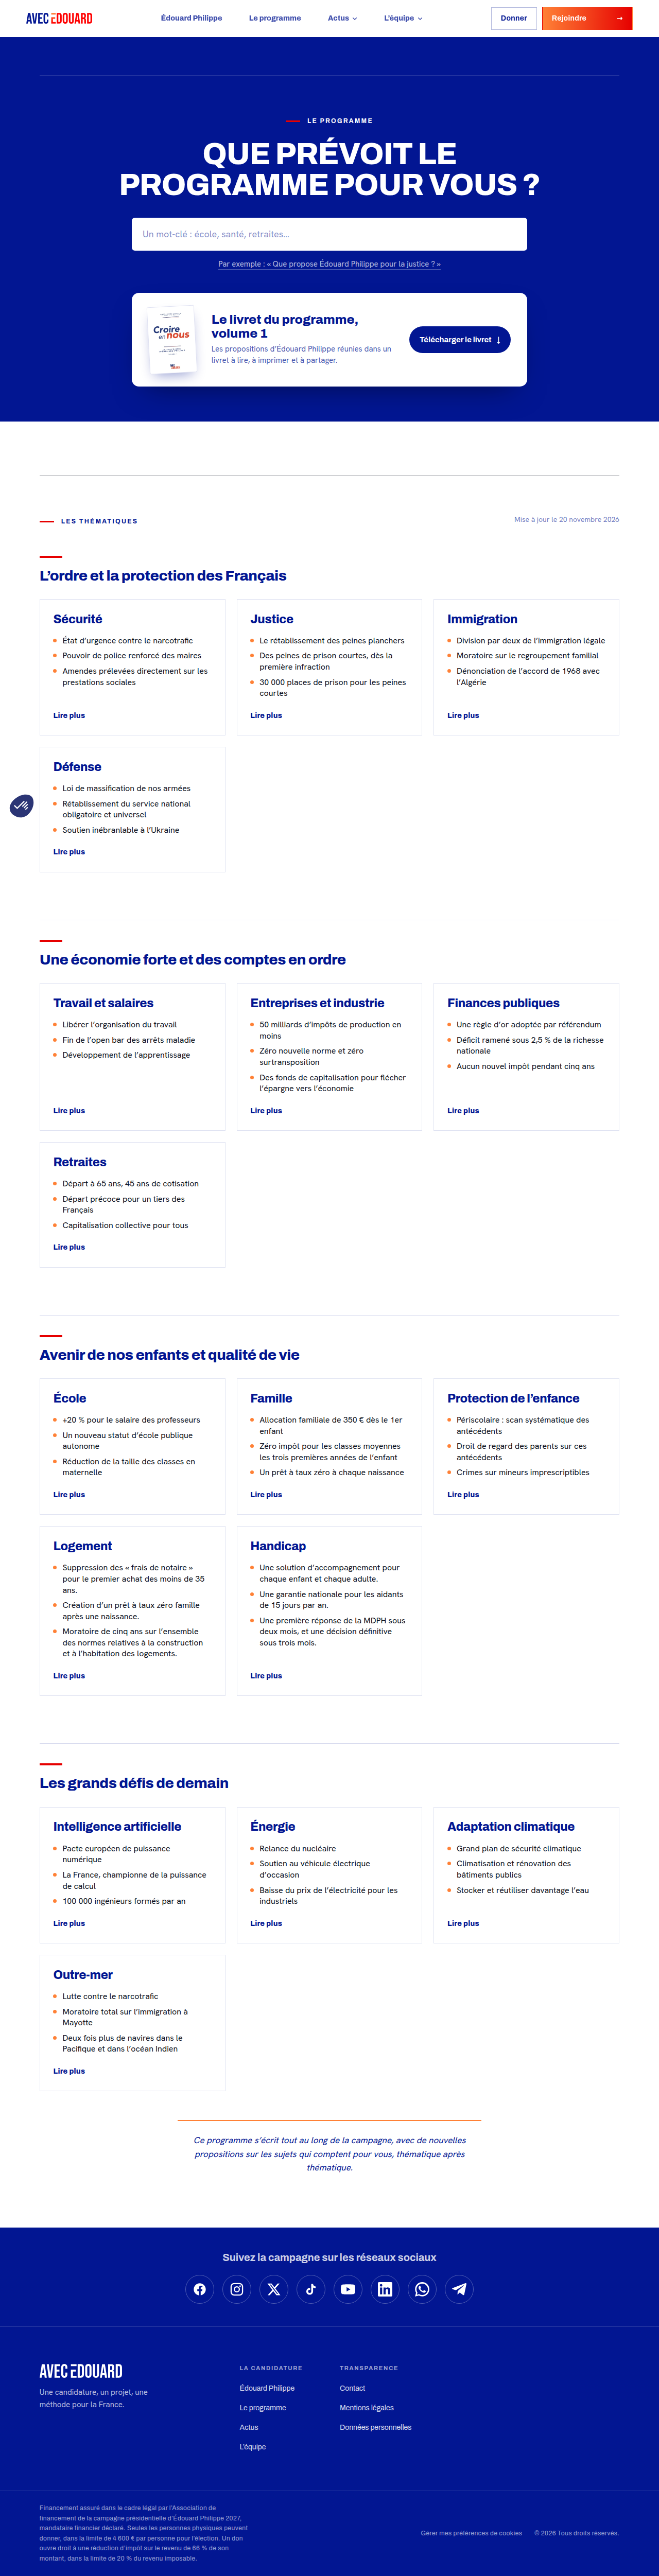 AVEC EDOUARD
Édouard Philippe
Le programme
Actus
L'équipe
Donner
Rejoindre →
LE PROGRAMME
QUE PRÉVOIT LE
PROGRAMME POUR VOUS ?
Un mot-clé : école, santé, retraites…
Par exemple : « Que propose Édouard Philippe pour la justice ? »
Croire
en nous
Le livret du programme,
volume 1
Les propositions d'Édouard Philippe réunies dans un
livret à lire, à imprimer et à partager.
Télécharger le livret ↓
LES THÉMATIQUES
Mise à jour le 20 novembre 2026
L'ordre et la protection des Français
Sécurité
État d'urgence contre le narcotrafic
Pouvoir de police renforcé des maires
Amendes prélevées directement sur les
prestations sociales
Lire plus
Justice
Le rétablissement des peines planchers
Des peines de prison courtes, dès la
première infraction
30 000 places de prison pour les peines
courtes
Lire plus
Immigration
Division par deux de l'immigration légale
Moratoire sur le regroupement familial
Dénonciation de l'accord de 1968 avec
l'Algérie
Lire plus
Défense
Loi de massification de nos armées
Rétablissement du service national
obligatoire et universel
Soutien inébranlable à l'Ukraine
Lire plus
Une économie forte et des comptes en ordre
Travail et salaires
Libérer l'organisation du travail
Fin de l'open bar des arrêts maladie
Développement de l'apprentissage
Lire plus
Entreprises et industrie
50 milliards d'impôts de production en
moins
Zéro nouvelle norme et zéro
surtransposition
Des fonds de capitalisation pour flécher
l'épargne vers l'économie
Lire plus
Finances publiques
Une règle d'or adoptée par référendum
Déficit ramené sous 2,5 % de la richesse
nationale
Aucun nouvel impôt pendant cinq ans
Lire plus
Retraites
Départ à 65 ans, 45 ans de cotisation
Départ précoce pour un tiers des
Français
Capitalisation collective pour tous
Lire plus
Avenir de nos enfants et qualité de vie
École
+20 % pour le salaire des professeurs
Un nouveau statut d'école publique
autonome
Réduction de la taille des classes en
maternelle
Lire plus
Famille
Allocation familiale de 350 € dès le 1er
enfant
Zéro impôt pour les classes moyennes
les trois premières années de l'enfant
Un prêt à taux zéro à chaque naissance
Lire plus
Protection de l'enfance
Périscolaire : scan systématique des
antécédents
Droit de regard des parents sur ces
antécédents
Crimes sur mineurs imprescriptibles
Lire plus
Logement
Suppression des « frais de notaire »
pour le premier achat des moins de 35
ans.
Création d'un prêt à taux zéro famille
après une naissance.
Moratoire de cinq ans sur l'ensemble
des normes relatives à la construction
et à l'habitation des logements.
Lire plus
Handicap
Une solution d'accompagnement pour
chaque enfant et chaque adulte.
Une garantie nationale pour les aidants
de 15 jours par an.
Une première réponse de la MDPH sous
deux mois, et une décision définitive
sous trois mois.
Lire plus
Les grands défis de demain
Intelligence artificielle
Pacte européen de puissance
numérique
La France, championne de la puissance
de calcul
100 000 ingénieurs formés par an
Lire plus
Énergie
Relance du nucléaire
Soutien au véhicule électrique
d'occasion
Baisse du prix de l'électricité pour les
industriels
Lire plus
Adaptation climatique
Grand plan de sécurité climatique
Climatisation et rénovation des
bâtiments publics
Stocker et réutiliser davantage l'eau
Lire plus
Outre-mer
Lutte contre le narcotrafic
Moratoire total sur l'immigration à
Mayotte
Deux fois plus de navires dans le
Pacifique et dans l'océan Indien
Lire plus
Ce programme s'écrit tout au long de la campagne, avec de nouvelles
propositions sur les sujets qui comptent pour vous, thématique après
thématique.
Suivez la campagne sur les réseaux sociaux
AVEC EDOUARD
Une candidature, un projet, une
méthode pour la France.
LA CANDIDATURE
Édouard Philippe
Le programme
Actus
L'équipe
TRANSPARENCE
Contact
Mentions légales
Données personnelles
Financement assuré dans le cadre légal par l'Association de
financement de la campagne présidentielle d'Édouard Philippe 2027,
mandataire financier déclaré. Seules les personnes physiques peuvent
donner, dans la limite de 4 600 € par personne pour l'élection. Un don
ouvre droit à une réduction d'impôt sur le revenu de 66 % de son
montant, dans la limite de 20 % du revenu imposable.
Gérer mes préférences de cookies
© 2026 Tous droits réservés.